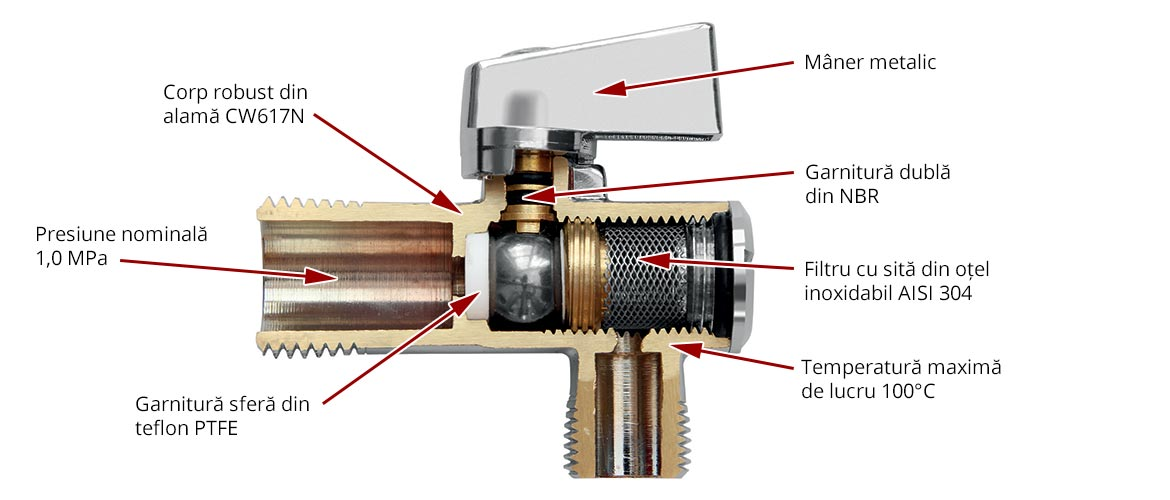 Mâner metalic
Corp robust din
alamă CW617N
Garnitură dublă
din NBR
Presiune nominală
1,0 MPa
Filtru cu sită din oțel
inoxidabil AISI 304
Temperatură maximă
de lucru 100°C
Garnitură sferă din
teflon PTFE